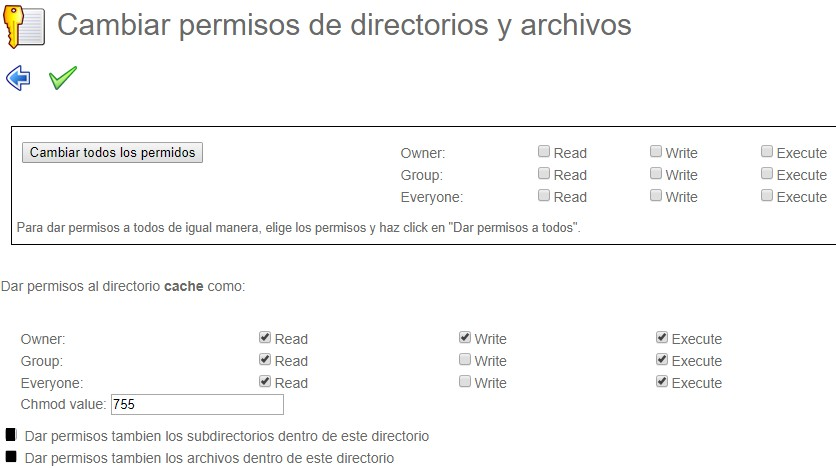 Cambiar permisos de directorios y archivos
Cambiar todos los permidos
Owner: Read Write Execute
Group: Read Write Execute
Everyone: Read Write Execute
Para dar permisos a todos de igual manera, elige los permisos y haz click en "Dar permisos a todos".
Dar permisos al directorio cache como:
Owner: Read Write Execute
Group: Read Write Execute
Everyone: Read Write Execute
Chmod value: 755
Dar permisos tambien los subdirectorios dentro de este directorio
Dar permisos tambien los archivos dentro de este directorio